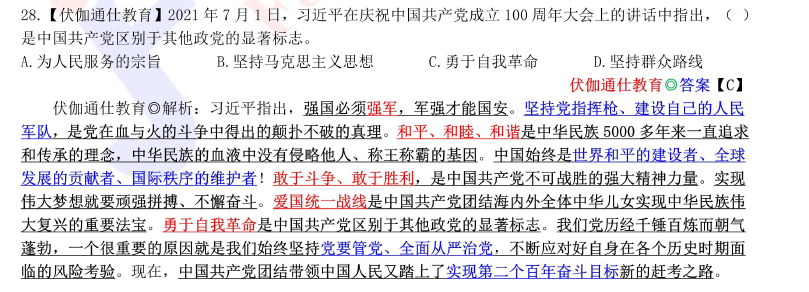 28.【伏伽通仕教育】2021 年 7 月 1 日，习近平在庆祝中国共产党成立 100 周年大会上的讲话中指出，（ ）
是中国共产党区别于其他政党的显著标志。
A.为人民服务的宗旨 B.坚持马克思主义思想 C.勇于自我革命 D.坚持群众路线
伏伽通仕教育◎答案【C】
伏伽通仕教育◎解析：习近平指出，强国必须强军，军强才能国安。坚持党指挥枪、建设自己的人民
军队，是党在血与火的斗争中得出的颠扑不破的真理。和平、和睦、和谐是中华民族 5000 多年来一直追求
和传承的理念，中华民族的血液中没有侵略他人、称王称霸的基因。中国始终是世界和平的建设者、全球
发展的贡献者、国际秩序的维护者！敢于斗争、敢于胜利，是中国共产党不可战胜的强大精神力量。实现
伟大梦想就要顽强拼搏、不懈奋斗。爱国统一战线是中国共产党团结海内外全体中华儿女实现中华民族伟
大复兴的重要法宝。勇于自我革命是中国共产党区别于其他政党的显著标志。我们党历经千锤百炼而朝气
蓬勃，一个很重要的原因就是我们始终坚持党要管党、全面从严治党，不断应对好自身在各个历史时期面
临的风险考验。现在，中国共产党团结带领中国人民又踏上了实现第二个百年奋斗目标新的赶考之路。